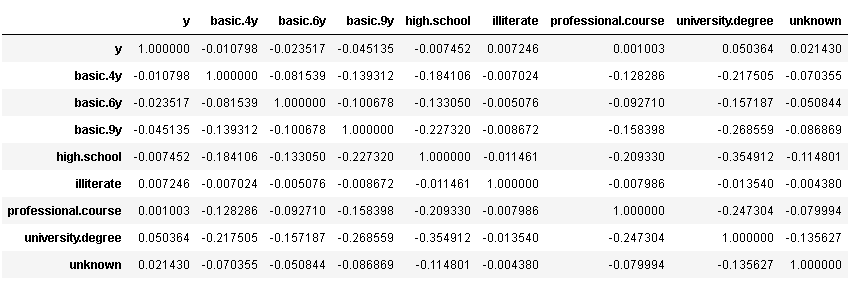 y basic.4y basic.6y basic.9y high.school illiterate professional.course university.degree unknown
y 1.000000 -0.010798 -0.023517 -0.045135 -0.007452 0.007246 0.001003 0.050364 0.021430
basic.4y -0.010798 1.000000 -0.081539 -0.139312 -0.184106 -0.007024 -0.128286 -0.217505 -0.070355
basic.6y -0.023517 -0.081539 1.000000 -0.100678 -0.133050 -0.005076 -0.092710 -0.157187 -0.050844
basic.9y -0.045135 -0.139312 -0.100678 1.000000 -0.227320 -0.008672 -0.158398 -0.268559 -0.086869
high.school -0.007452 -0.184106 -0.133050 -0.227320 1.000000 -0.011461 -0.209330 -0.354912 -0.114801
illiterate 0.007246 -0.007024 -0.005076 -0.008672 -0.011461 1.000000 -0.007986 -0.013540 -0.004380
professional.course 0.001003 -0.128286 -0.092710 -0.158398 -0.209330 -0.007986 1.000000 -0.247304 -0.079994
university.degree 0.050364 -0.217505 -0.157187 -0.268559 -0.354912 -0.013540 -0.247304 1.000000 -0.135627
unknown 0.021430 -0.070355 -0.050844 -0.086869 -0.114801 -0.004380 -0.079994 -0.135627 1.000000